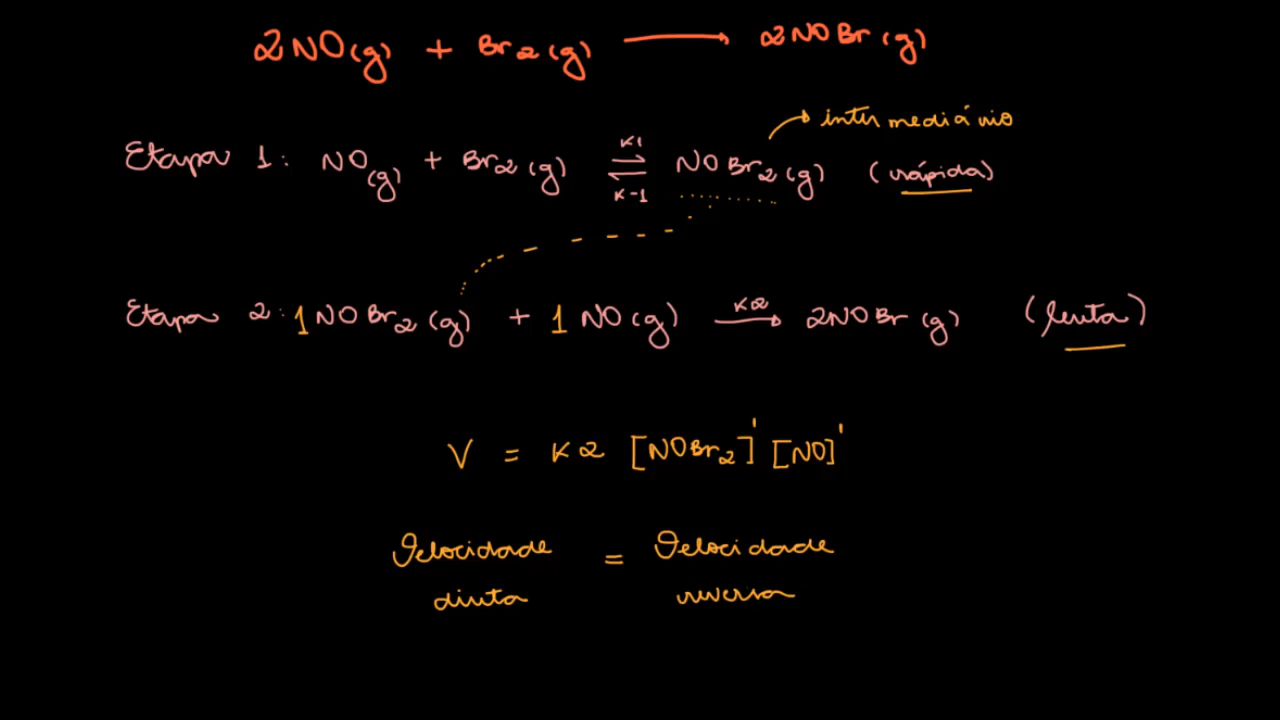 2NO(g) + Br₂(g) → 2NOBr(g)
intermediário
Etapa 1: NO(g) + Br₂(g) ⇌ NOBr₂(g) (rápida)
K1
K-1
K2
Etapa 2: 1NOBr₂(g) + 1NO(g) → 2NOBr(g) (lenta)
V = K2 [NOBr₂]¹ [NO]¹
Velocidade = Velocidade
direta reversa